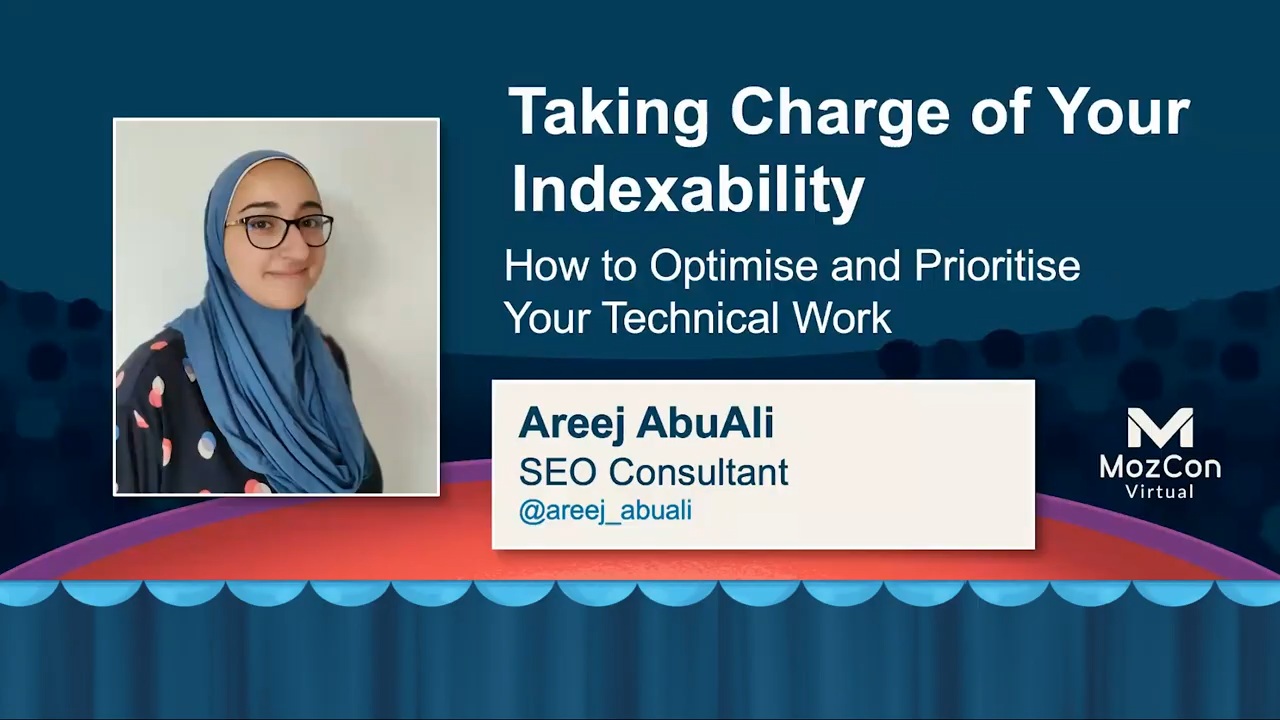 Taking Charge of Your
Indexability
How to Optimise and Prioritise
Your Technical Work
Areej AbuAli
SEO Consultant
@areej_abuali
MozCon
Virtual